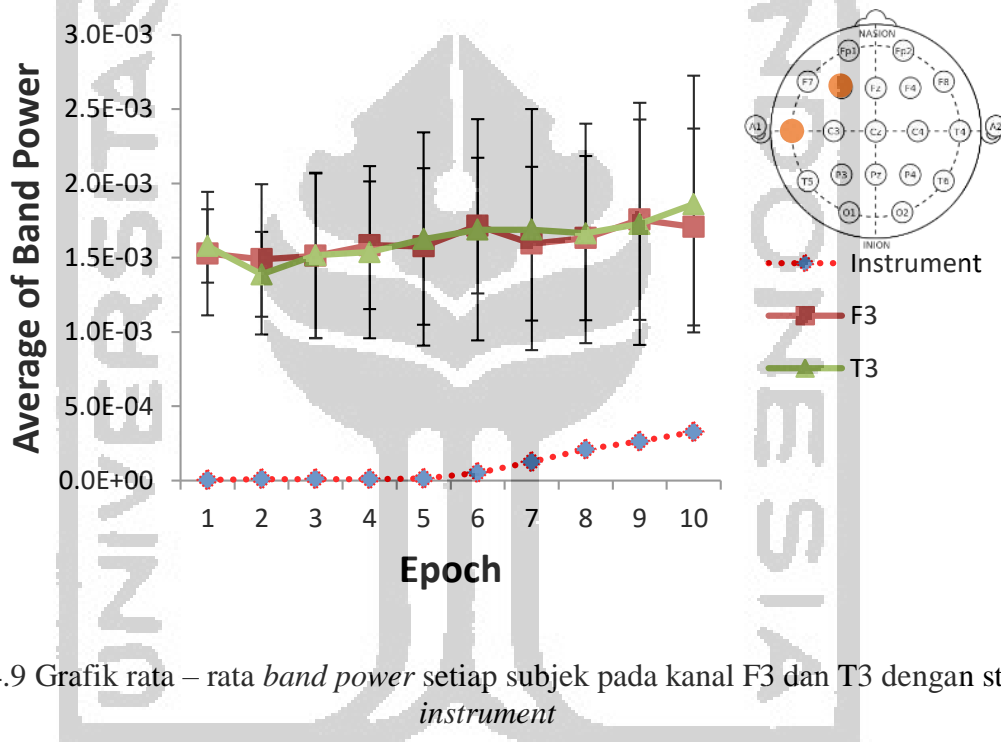 3.0E-03
2.5E-03
2.0E-03
1.5E-03
1.0E-03
5.0E-04
0.0E+00
Average of Band Power
1 2 3 4 5 6 7 8 9 10
Epoch
NASION
Fp1 Fp2
F7 Fz F4 F8
A1 C3 Cz C4 T4 A2
T5 P3 Pz P4 T6
O1 O2
INION
Instrument
F3
T3
UNIVERSITAS
INDONESIA
.9 Grafik rata – rata band power setiap subjek pada kanal F3 dan T3 dengan
instrument